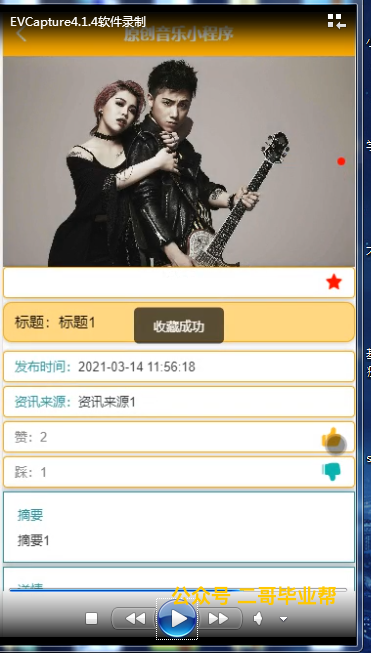 EVCapture4.1.4软件录制
原创音乐小程序
标题：标题1
收藏成功
发布时间：2021-03-14 11:56:18
资讯来源：资讯来源1
赞：2
踩：1
摘要
摘要1
详情
公众号 二哥毕业帮